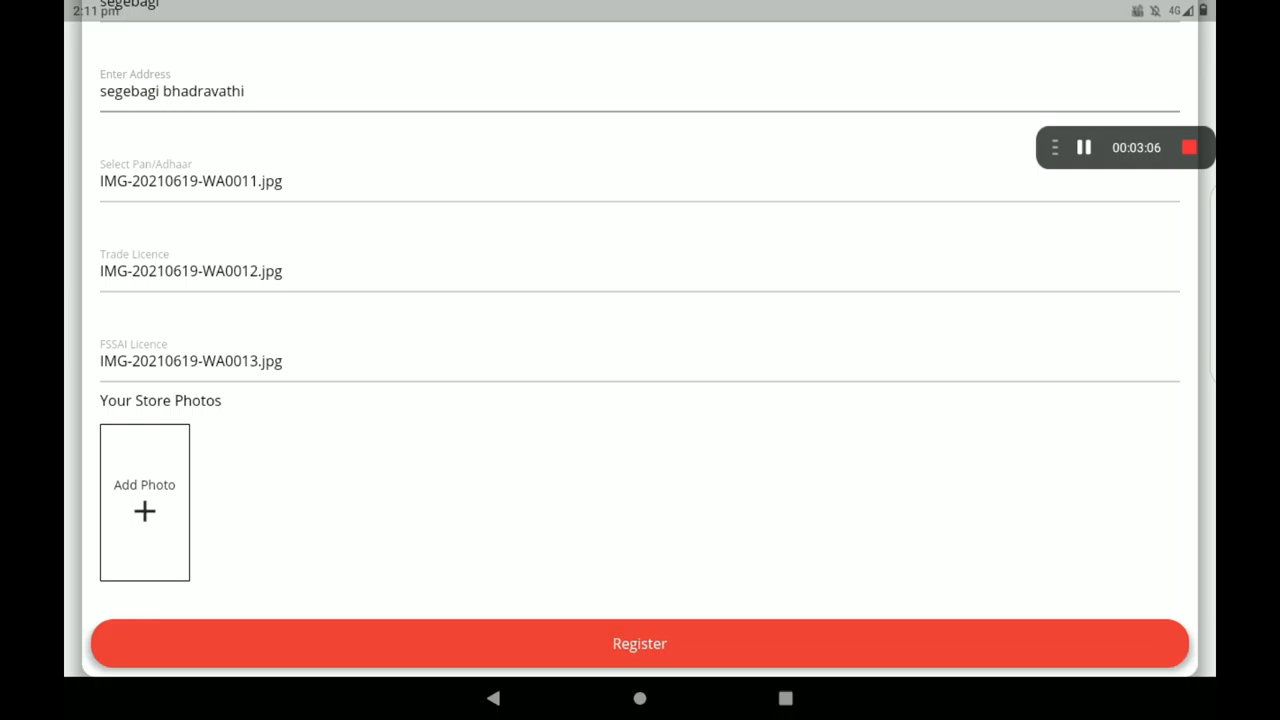 segebagi
2:11 pm
4G
Enter Address
segebagi bhadravathi
00:03:06
Select Pan/Adhaar
IMG-20210619-WA0011.jpg
Trade Licence
IMG-20210619-WA0012.jpg
FSSAI Licence
IMG-20210619-WA0013.jpg
Your Store Photos
Add Photo
Register